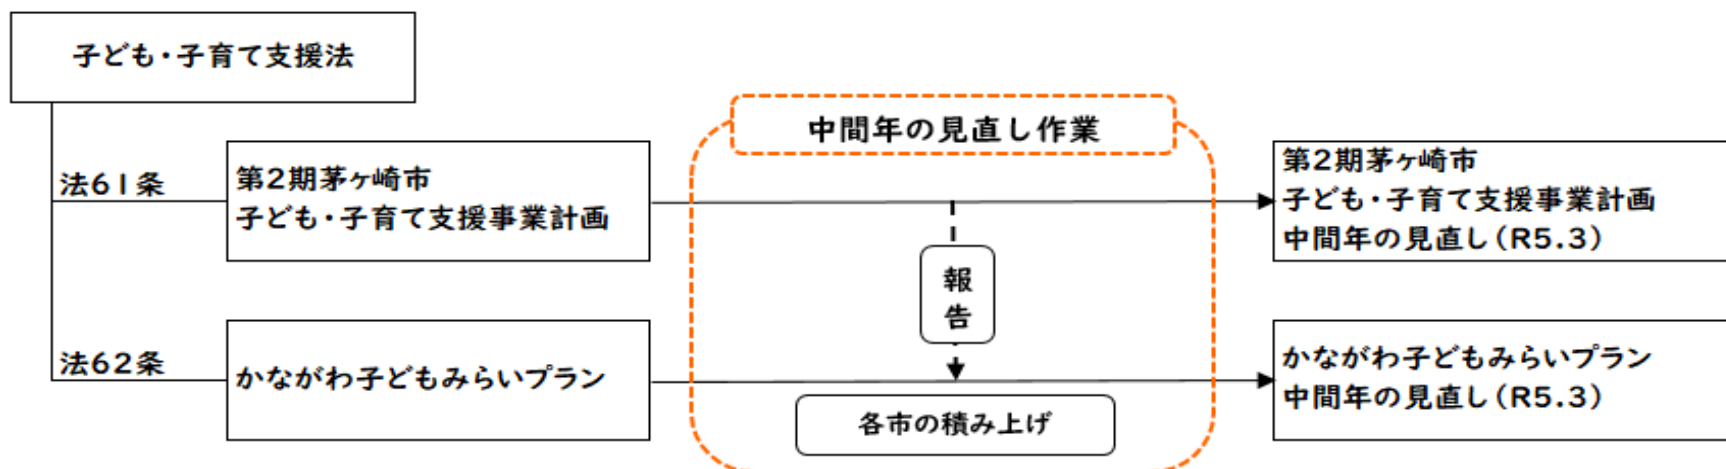 子ども・子育て支援法
中間年の見直し作業
法61条
第2期茅ヶ崎市
子ども・子育て支援事業計画
第2期茅ヶ崎市
子ども・子育て支援事業計画
中間年の見直し(R5.3)
報
告
法62条
かながわ子どもみらいプラン
各市の積み上げ
かながわ子どもみらいプラン
中間年の見直し(R5.3)